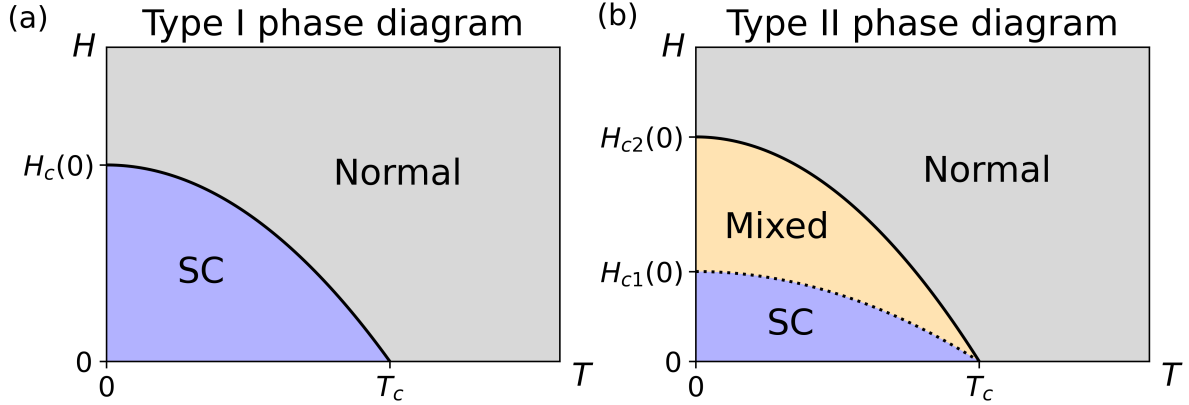 (a) Type I phase diagram
H
H_c(0)
Normal
SC
0
0
T_c
T
(b) Type II phase diagram
H
H_c2(0)
Normal
Mixed
H_c1(0)
SC
0
0
T_c
T